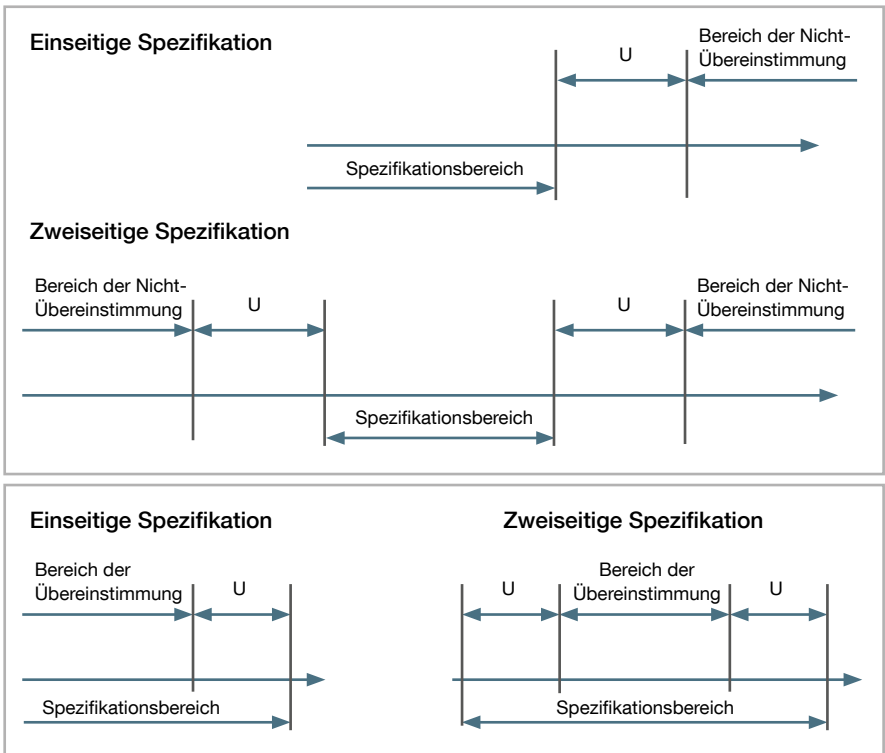 Einseitige Spezifikation
U
Bereich der Nicht-
Übereinstimmung
Spezifikationsbereich
Zweiseitige Spezifikation
Bereich der Nicht-
Übereinstimmung
U
U
Bereich der Nicht-
Übereinstimmung
Spezifikationsbereich
Einseitige Spezifikation
Bereich der
Übereinstimmung
U
Spezifikationsbereich
Zweiseitige Spezifikation
U
Bereich der
Übereinstimmung
U
Spezifikationsbereich